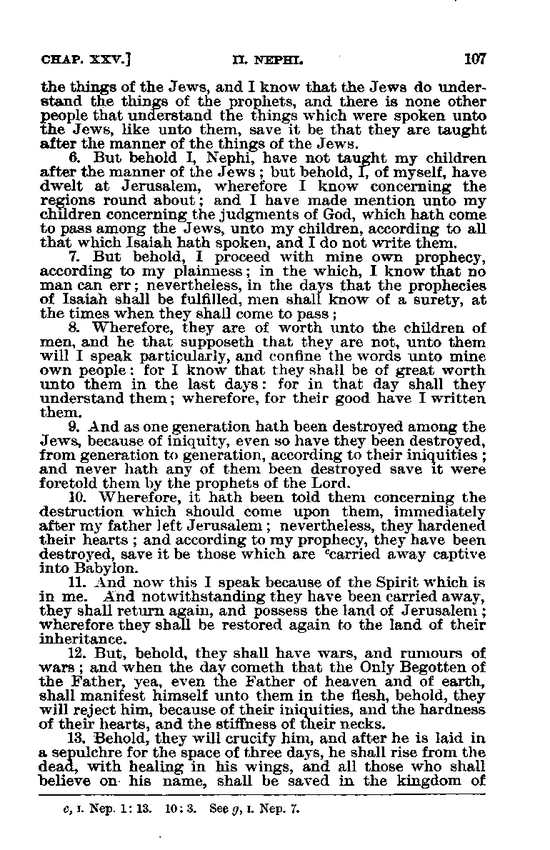 CHAP. XXV.] II. NEPHI. 107
the things of the Jews, and I know that the Jews do under-
stand the things of the prophets, and there is none other
people that understand the things which were spoken unto
the Jews, like unto them, save it be that they are taught
after the manner of the things of the Jews.
6. But behold I, Nephi, have not taught my children
after the manner of the Jews; but behold, I, of myself, have
dwelt at Jerusalem, wherefore I know concerning the
regions round about; and I have made mention unto my
children concerning the judgments of God, which hath come
to pass among the Jews, unto my children, according to all
that which Isaiah hath spoken, and I do not write them.
7. But behold, I proceed with mine own prophecy,
according to my plainness; in the which, I know that no
man can err; nevertheless, in the days that the prophecies
of Isaiah shall be fulfilled, men shall know of a surety, at
the times when they shall come to pass;
8. Wherefore, they are of worth unto the children of
men, and he that supposeth that they are not, unto them
will I speak particularly, and confine the words unto mine
own people: for I know that they shall be of great worth
unto them in the last days: for in that day shall they
understand them; wherefore, for their good have I written
them.
9. And as one generation hath been destroyed among the
Jews, because of iniquity, even so have they been destroyed,
from generation to generation, according to their iniquities;
and never hath any of them been destroyed save it were
foretold them by the prophets of the Lord.
10. Wherefore, it hath been told them concerning the
destruction which should come upon them, immediately
after my father left Jerusalem; nevertheless, they hardened
their hearts; and according to my prophecy, they have been
destroyed, save it be those which are ᶜcarried away captive
into Babylon.
11. And now this I speak because of the Spirit which is
in me. And notwithstanding they have been carried away,
they shall return again, and possess the land of Jerusalem;
wherefore they shall be restored again to the land of their
inheritance.
12. But, behold, they shall have wars, and rumours of
wars; and when the day cometh that the Only Begotten of
the Father, yea, even the Father of heaven and of earth,
shall manifest himself unto them in the flesh, behold, they
will reject him, because of their iniquities, and the hardness
of their hearts, and the stiffness of their necks.
13. Behold, they will crucify him, and after he is laid in
a sepulchre for the space of three days, he shall rise from the
dead, with healing in his wings, and all those who shall
believe on his name, shall be saved in the kingdom of
c, I. Nep. 1: 13. 10: 3. See g, I. Nep. 7.